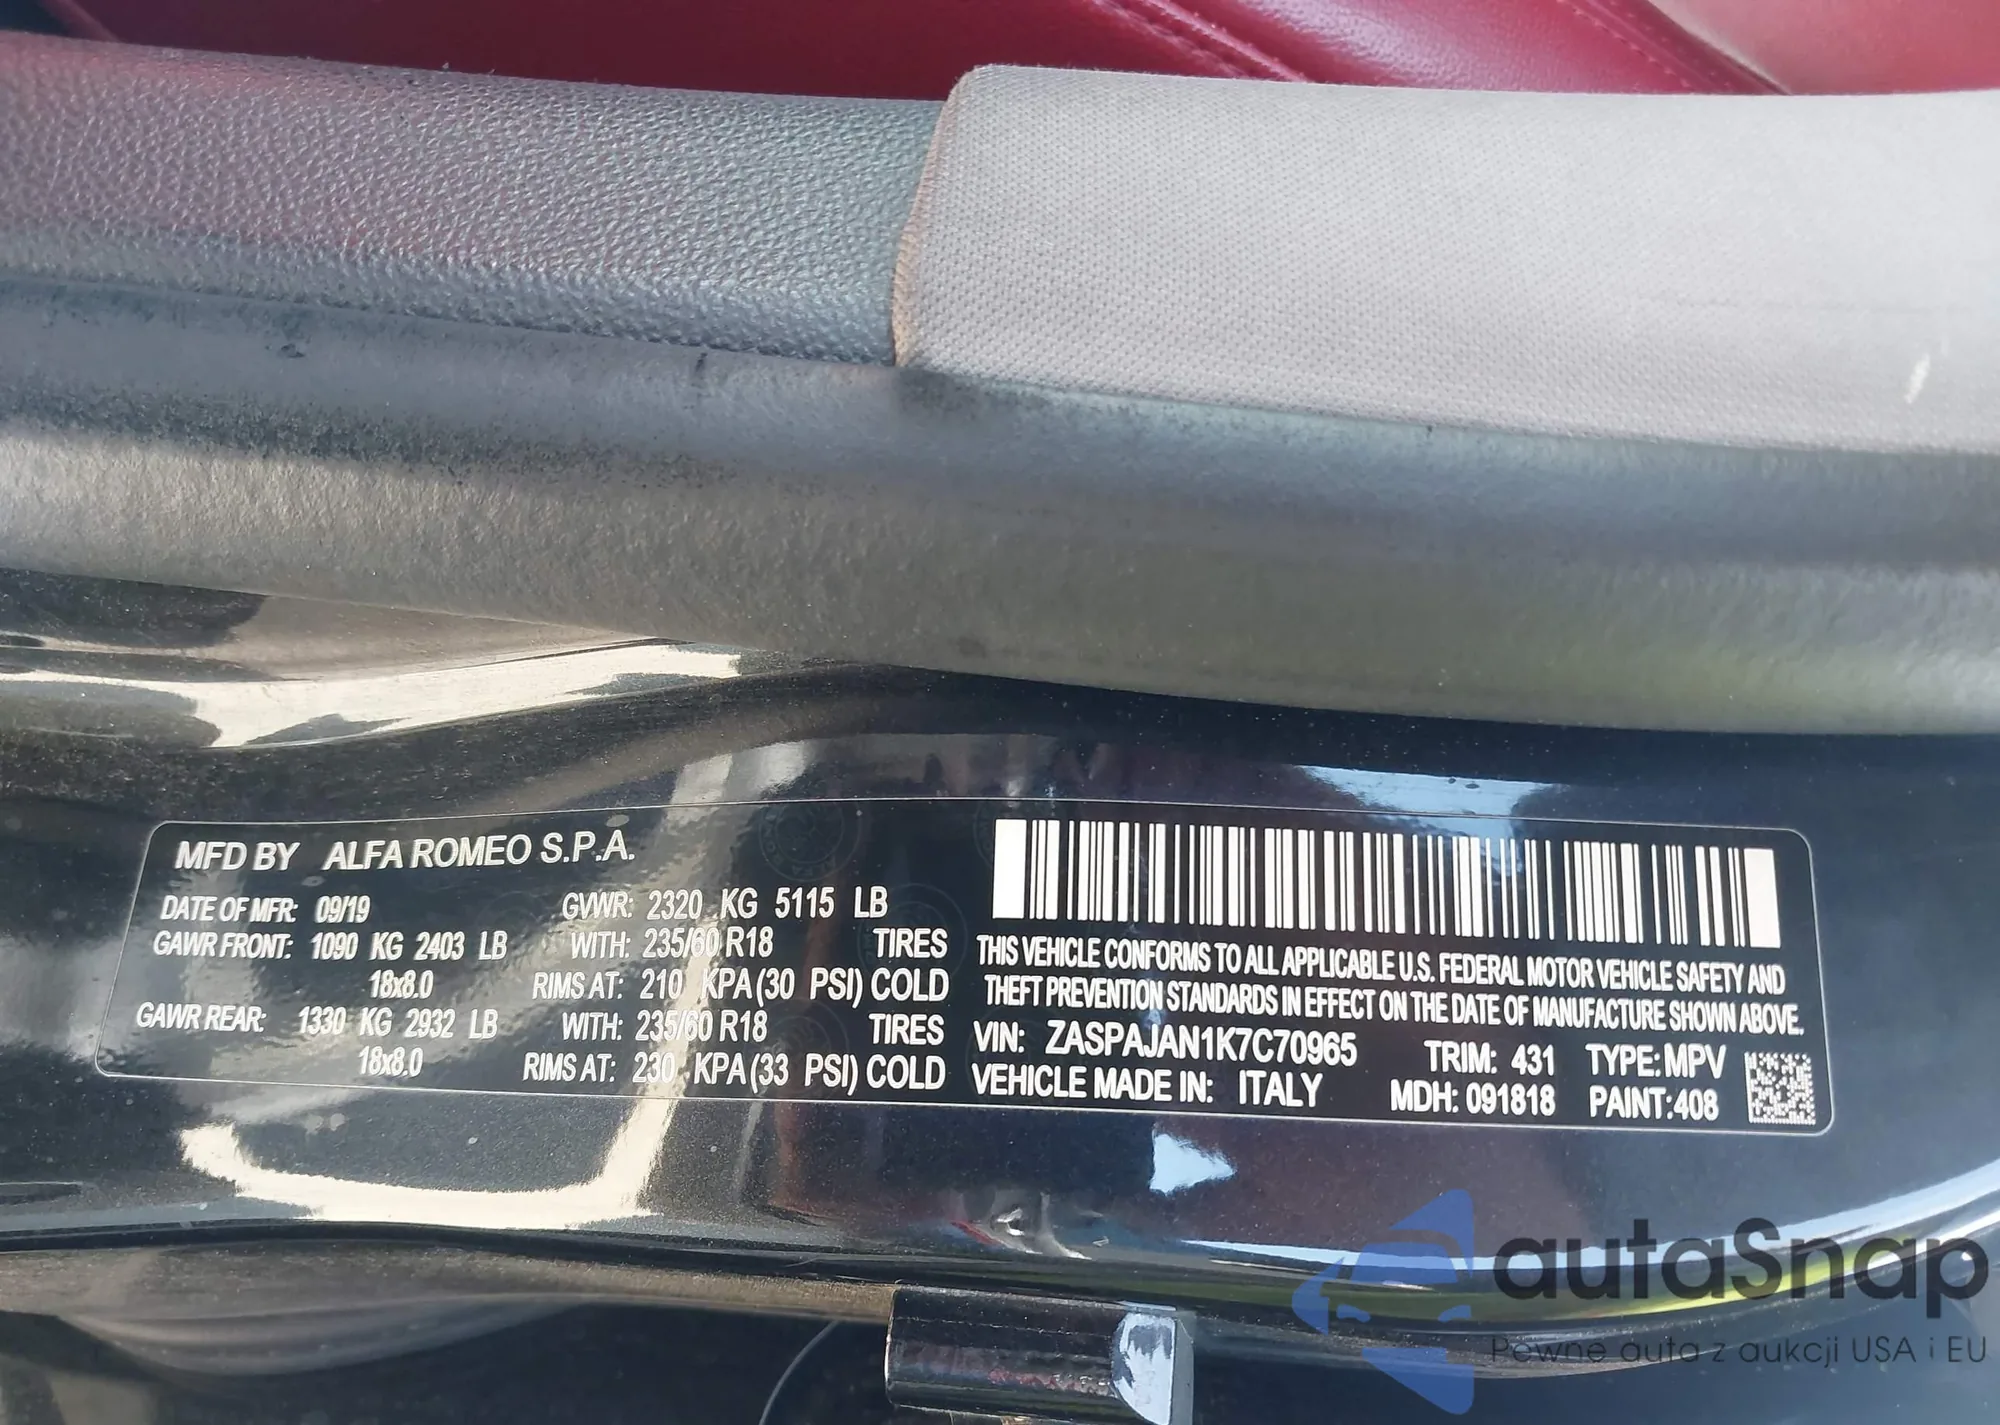 MFD BY ALFA ROMEO S.P.A.
DATE OF MFR: 09/19 GVWR: 2320 KG 5115 LB
GAWR FRONT: 1090 KG 2403 LB WITH: 235/60 R18 TIRES
18x8.0 RIMS AT: 210 KPA (30 PSI) COLD
GAWR REAR: 1330 KG 2932 LB WITH: 235/60 R18 TIRES
18x8.0 RIMS AT: 230 KPA (33 PSI) COLD
THIS VEHICLE CONFORMS TO ALL APPLICABLE U.S. FEDERAL MOTOR VEHICLE SAFETY AND
THEFT PREVENTION STANDARDS IN EFFECT ON THE DATE OF MANUFACTURE SHOWN ABOVE.
VIN: ZASPAJAN1K7C70965 TRIM: 431 TYPE: MPV
VEHICLE MADE IN: ITALY MDH: 091818 PAINT:408
autaSnap
Pewne auta z aukcji USA i EU